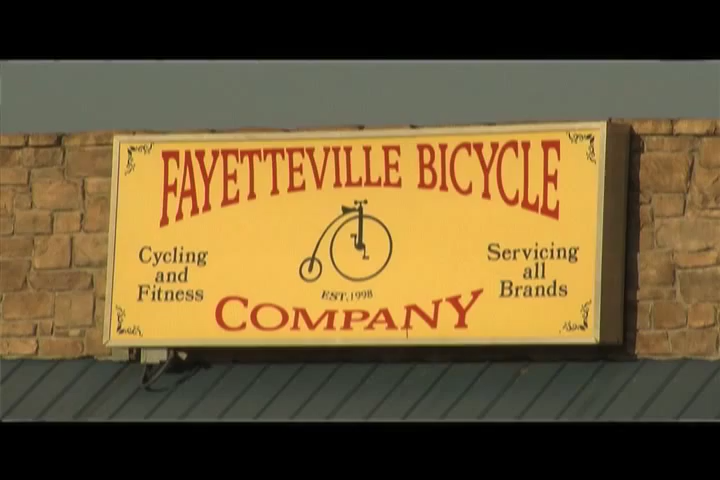 FAYETTEVILLE BICYCLE
Cycling
and
Fitness
Servicing
all
Brands
EST. 1998
COMPANY